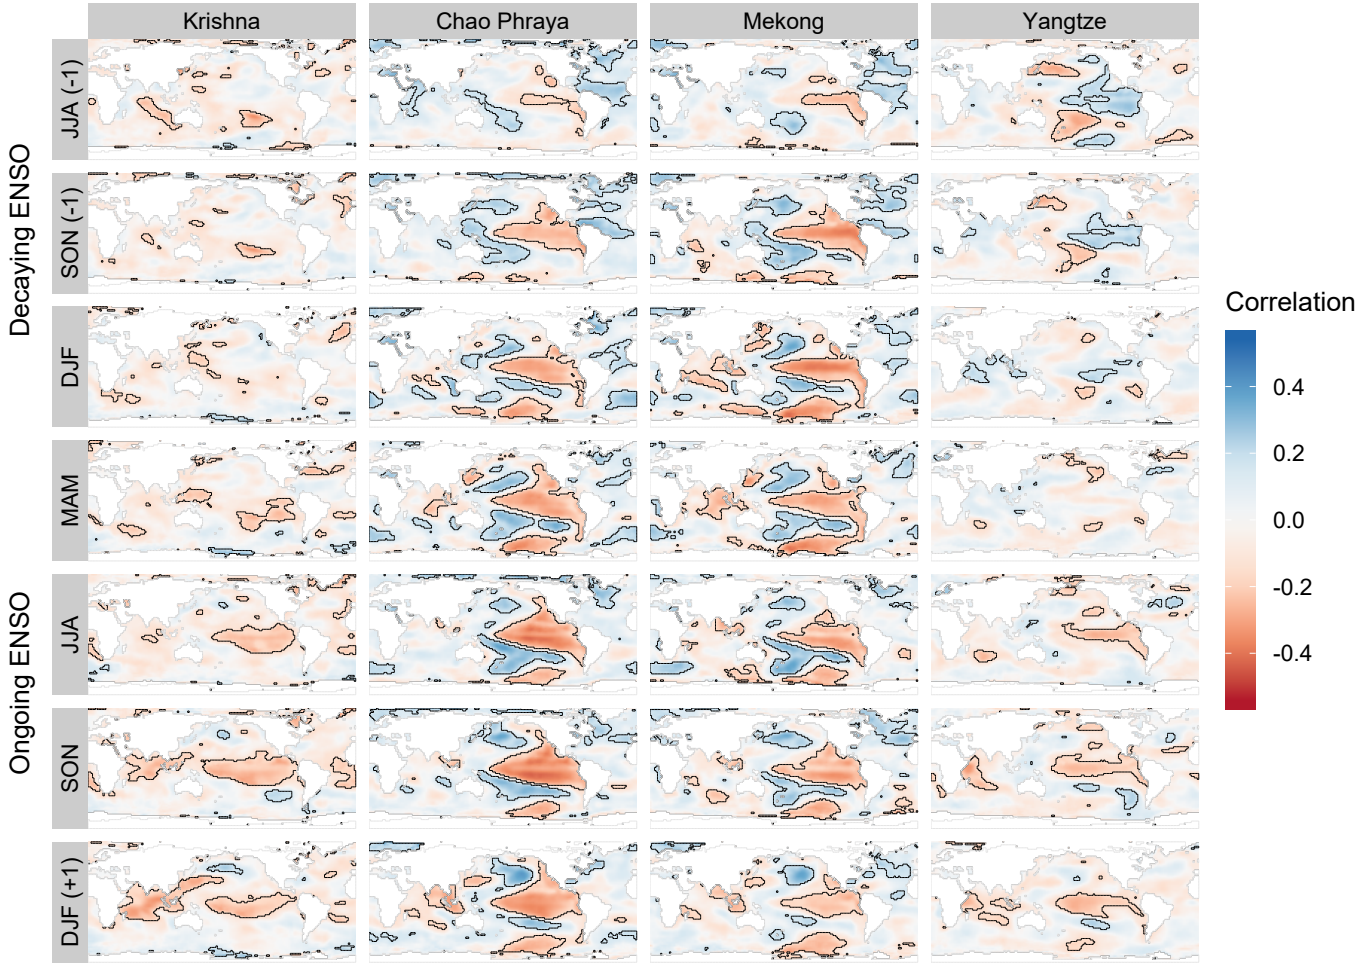 Krishna
Chao Phraya
Mekong
Yangtze
Decaying ENSO
JJA (-1)
SON (-1)
DJF
MAM
Ongoing ENSO
JJA
SON
DJF (+1)
Correlation
0.4
0.2
0.0
-0.2
-0.4